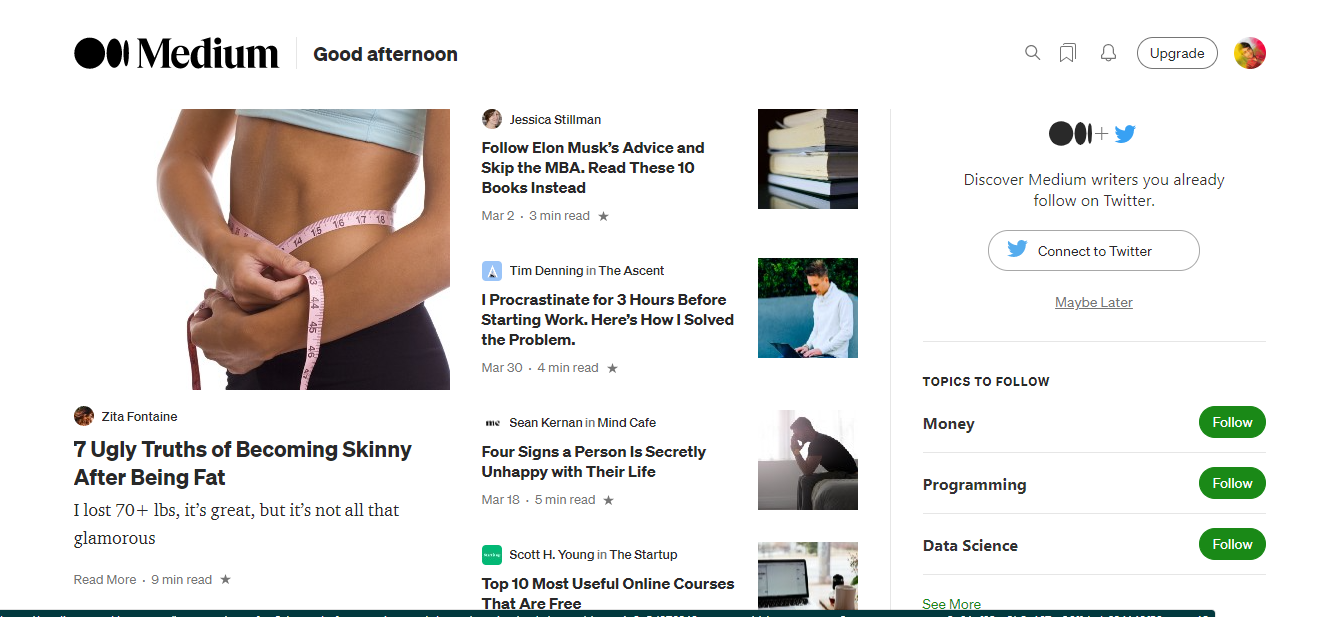 Medium
Good afternoon
Upgrade
Zita Fontaine
7 Ugly Truths of Becoming Skinny
After Being Fat
I lost 70+ lbs, it’s great, but it’s not all that
glamorous
Read More · 9 min read ★
Jessica Stillman
Follow Elon Musk’s Advice and
Skip the MBA. Read These 10
Books Instead
Mar 2 · 3 min read ★
Tim Denning in The Ascent
I Procrastinate for 3 Hours Before
Starting Work. Here’s How I Solved
the Problem.
Mar 30 · 4 min read ★
me
Sean Kernan in Mind Cafe
Four Signs a Person Is Secretly
Unhappy with Their Life
Mar 18 · 5 min read ★
Scott H. Young in The Startup
Top 10 Most Useful Online Courses
That Are Free
Discover Medium writers you already
follow on Twitter.
Connect to Twitter
Maybe Later
TOPICS TO FOLLOW
Money Follow
Programming Follow
Data Science Follow
See More